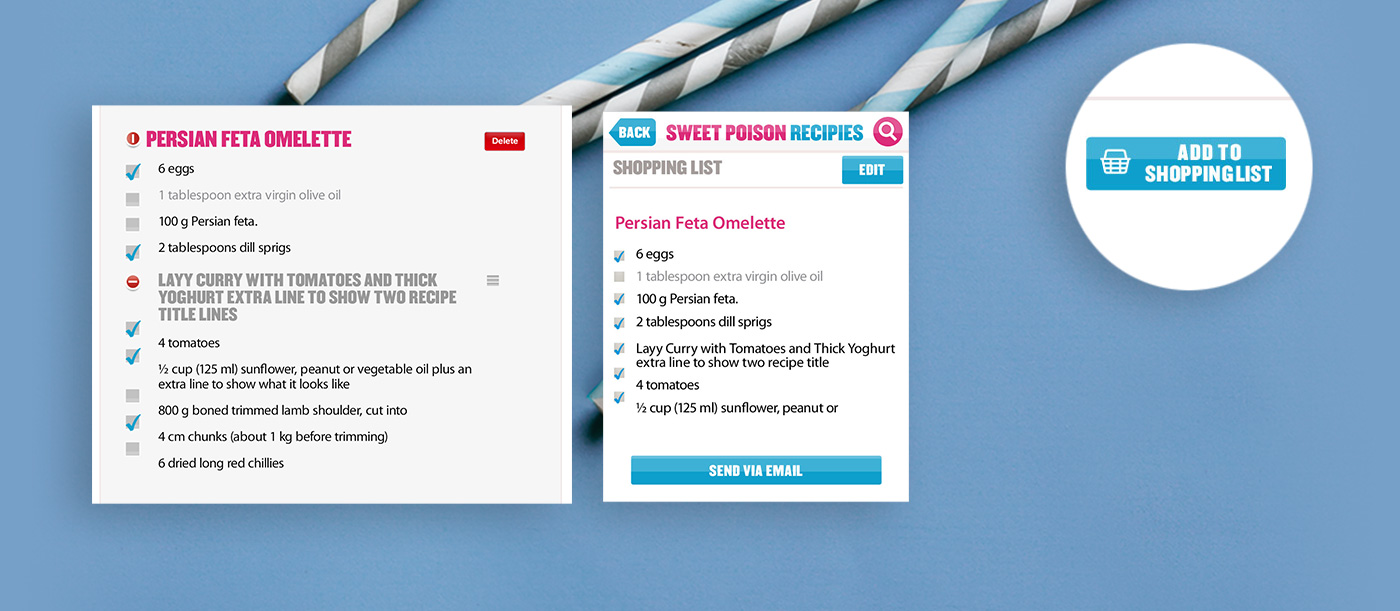 PERSIAN FETA OMELETTE
Delete
6 eggs
1 tablespoon extra virgin olive oil
100 g Persian feta.
2 tablespoons dill sprigs
LAYY CURRY WITH TOMATOES AND THICK
YOGHURT EXTRA LINE TO SHOW TWO RECIPE
TITLE LINES
4 tomatoes
½ cup (125 ml) sunflower, peanut or vegetable oil plus an
extra line to show what it looks like
800 g boned trimmed lamb shoulder, cut into
4 cm chunks (about 1 kg before trimming)
6 dried long red chillies
BACK
SWEET POISON RECIPIES
SHOPPING LIST
EDIT
Persian Feta Omelette
6 eggs
1 tablespoon extra virgin olive oil
100 g Persian feta.
2 tablespoons dill sprigs
Layy Curry with Tomatoes and Thick Yoghurt
extra line to show two recipe title
4 tomatoes
½ cup (125 ml) sunflower, peanut or
SEND VIA EMAIL
ADD TO
SHOPPING LIST